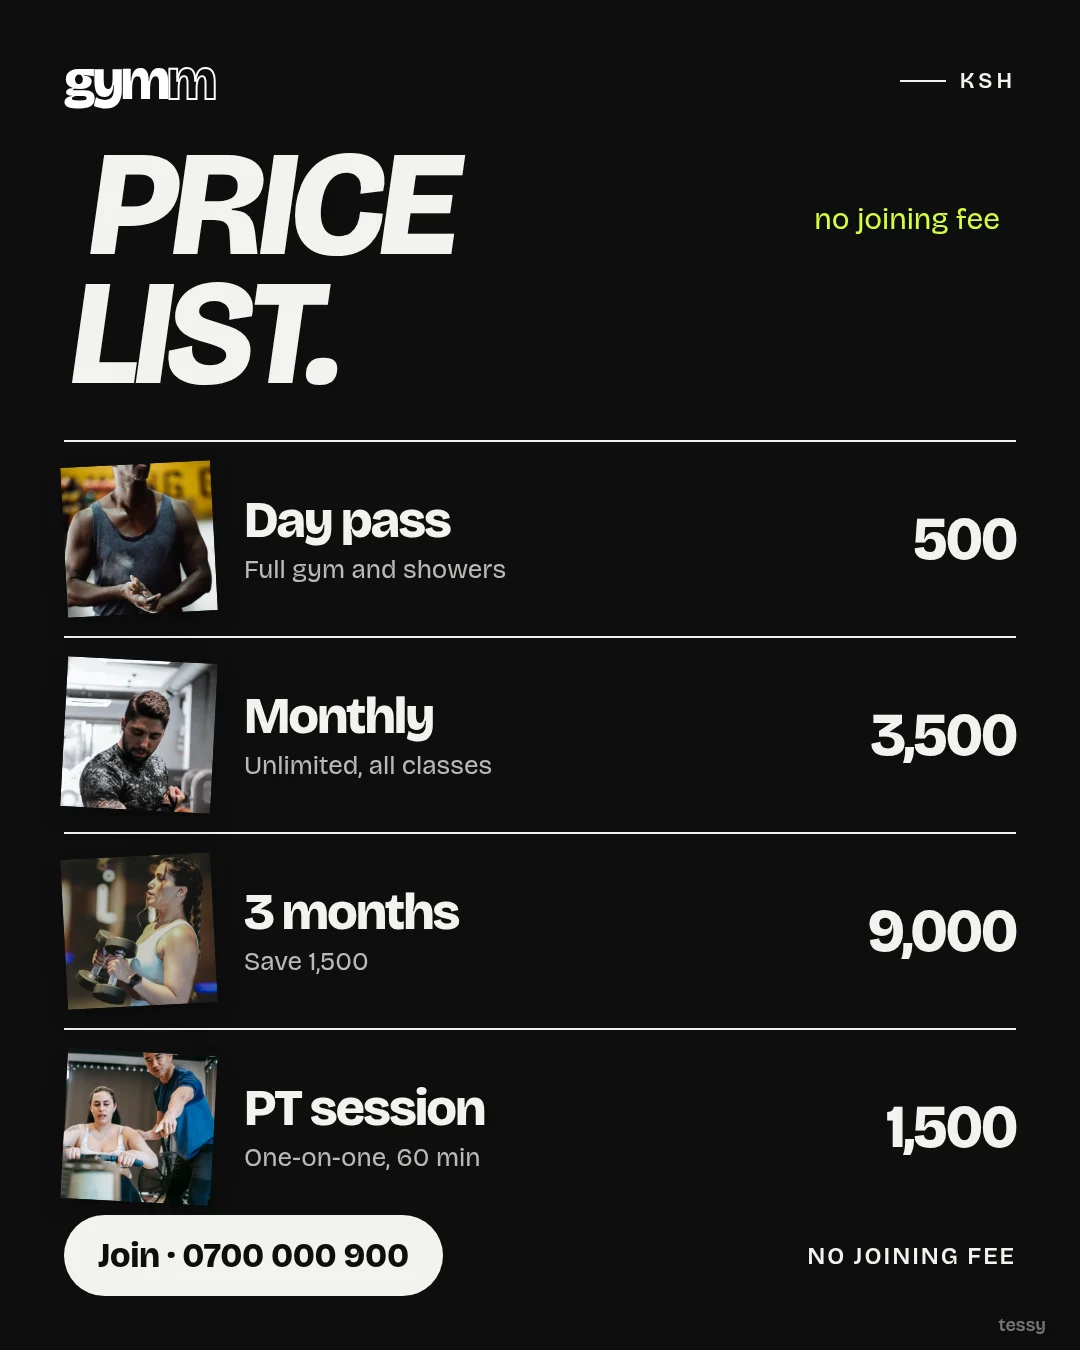 gymm
KSH
PRICE
LIST.
no joining fee
Day pass
Full gym and showers
500
Monthly
Unlimited, all classes
3,500
3 months
Save 1,500
9,000
PT session
One-on-one, 60 min
1,500
Join · 0700 000 900
NO JOINING FEE
tessy